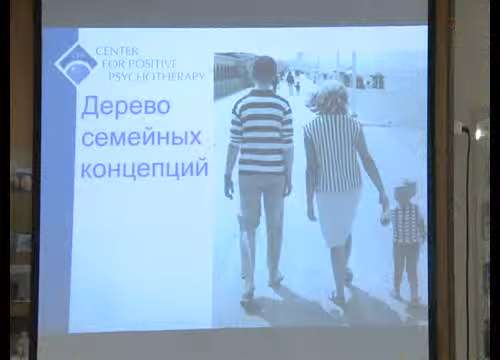 CENTER
FOR POSITIVE
PSYCHOTHERAPY
Дерево
семейных
концепций